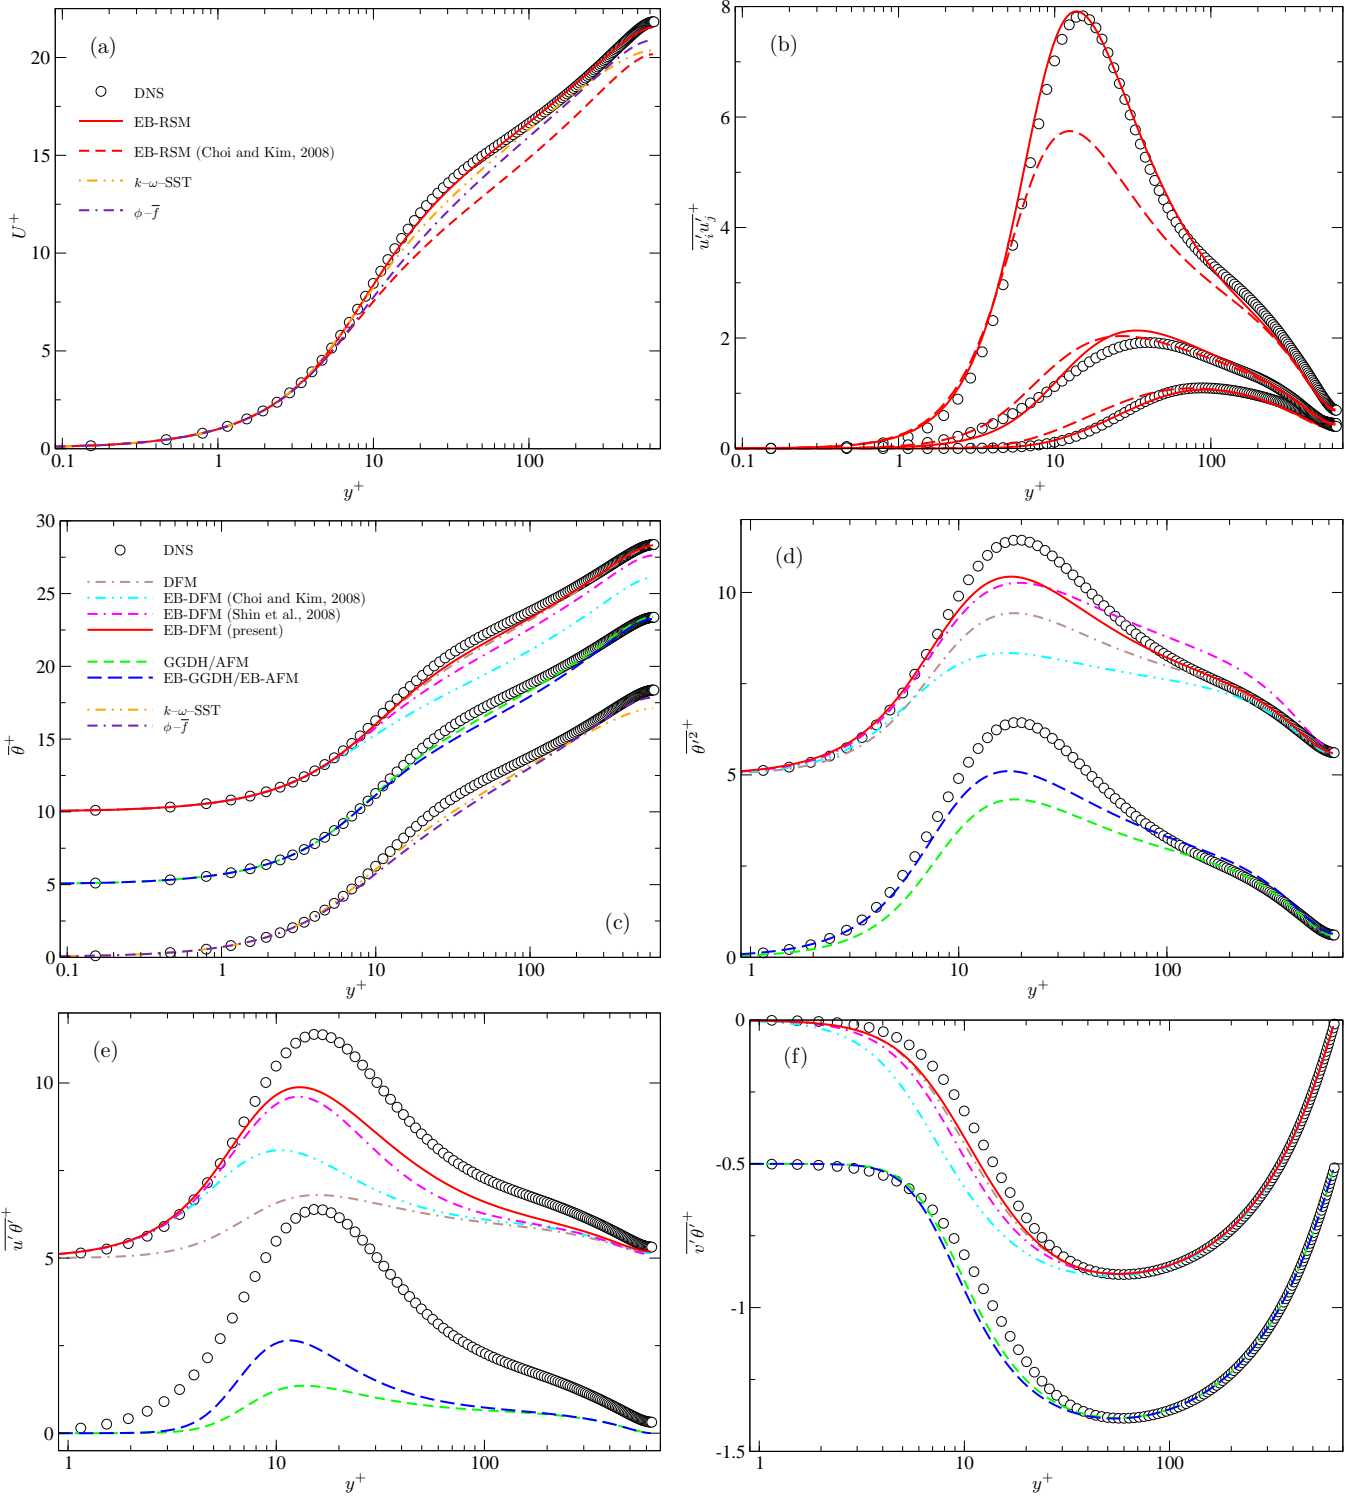 (a)
DNS
EB-RSM
EB-RSM (Choi and Kim, 2008)
k–ω–SST
ϕ–f̅
U⁺
20
15
10
5
0
0.1 1 10 100
y⁺
(b)
8
6
4
2
0
0.1 1 10 100
u′ᵢu′ⱼ⁺
y⁺
(c)
DNS
DFM
EB-DFM (Choi and Kim, 2008)
EB-DFM (Shin et al., 2008)
EB-DFM (present)
GGDH/AFM
EB-GGDH/EB-AFM
k–ω–SST
ϕ–f̅
θ̅⁺
30
25
20
15
10
5
0
0.1 1 10 100
y⁺
(d)
10
5
0
1 10 100
θ′²⁺
y⁺
(e)
10
5
0
1 10 100
u′θ′⁺
y⁺
(f)
0
-0.5
-1
-1.5
1 10 100
v′θ′⁺
y⁺